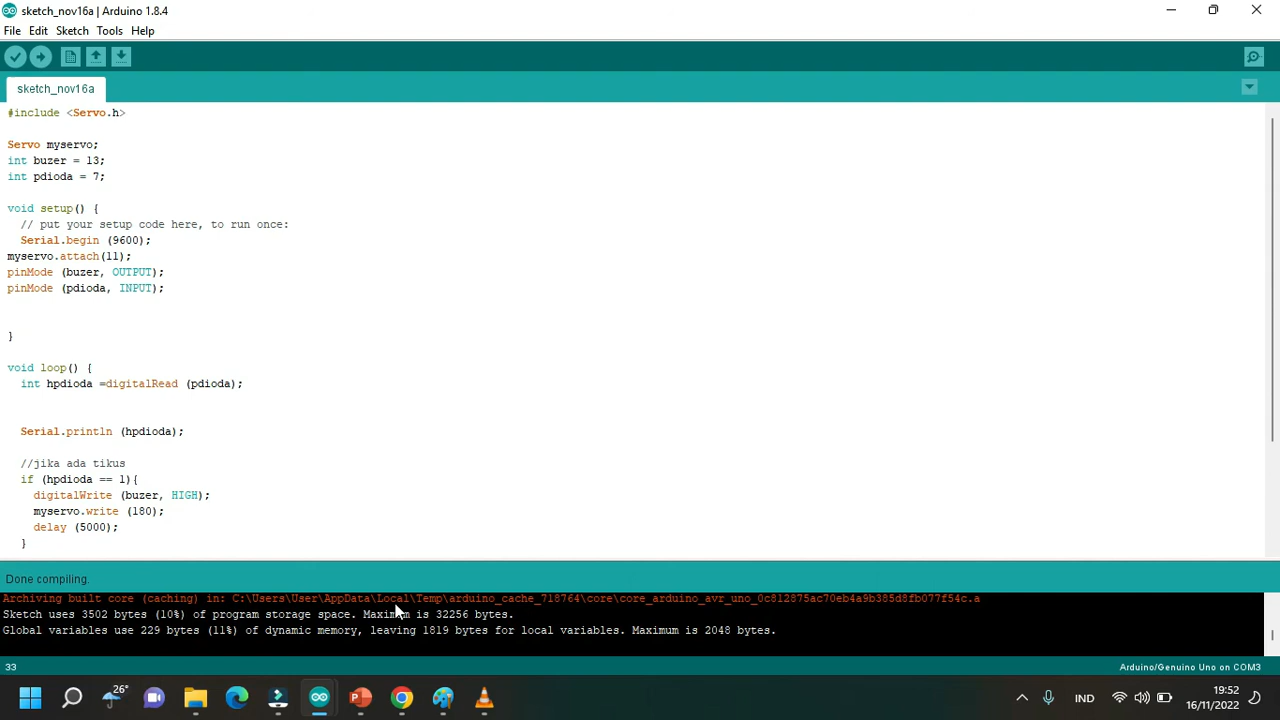 sketch_nov16a | Arduino 1.8.4
File Edit Sketch Tools Help
sketch_nov16a
#include <Servo.h>
Servo myservo;
int buzer = 13;
int pdioda = 7;
void setup() {
// put your setup code here, to run once:
Serial.begin (9600);
myservo.attach(11);
pinMode (buzer, OUTPUT);
pinMode (pdioda, INPUT);
}
void loop() {
int hpdioda =digitalRead (pdioda);
Serial.println (hpdioda);
//jika ada tikus
if (hpdioda == 1){
digitalWrite (buzer, HIGH);
myservo.write (180);
delay (5000);
}
Done compiling.
Archiving built core (caching) in: C:\Users\User\AppData\Local\Temp\arduino_cache_718764\core\core_arduino_avr_uno_0c812875ac70eb4a9b385d8fb077f54c.a
Sketch uses 3502 bytes (10%) of program storage space. Maximum is 32256 bytes.
Global variables use 229 bytes (11%) of dynamic memory, leaving 1819 bytes for local variables. Maximum is 2048 bytes.
33
Arduino/Genuino Uno on COM3
26°
IND
19:52
16/11/2022